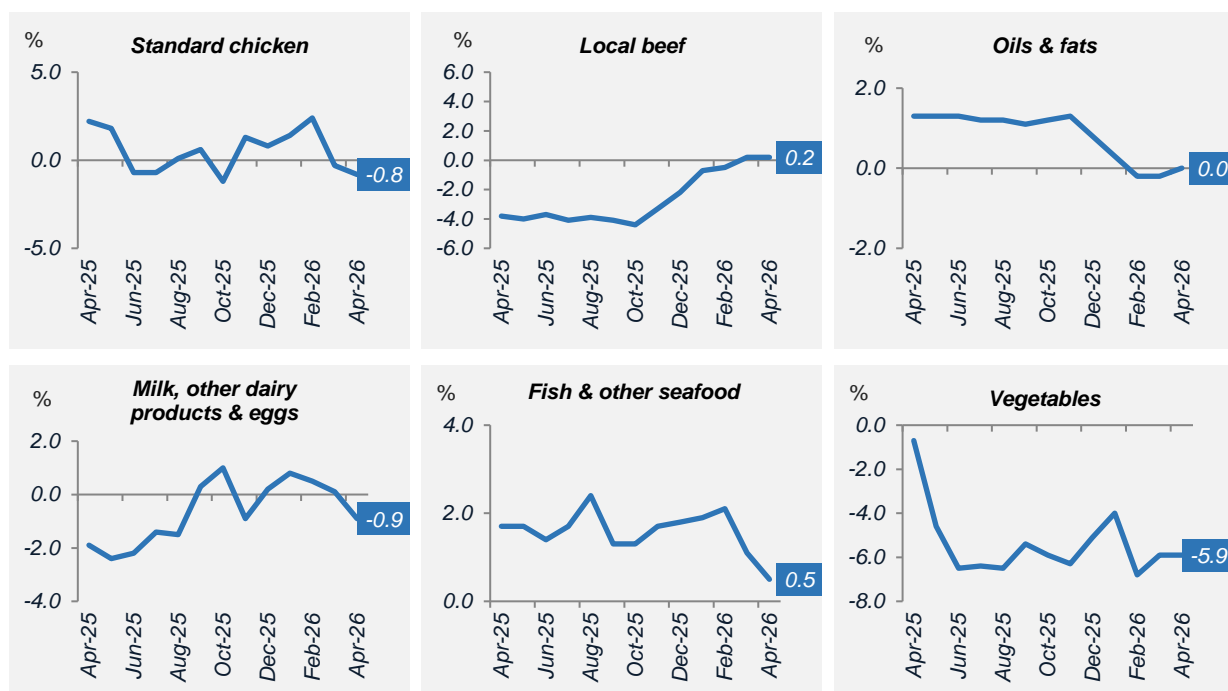 %
Standard chicken
5.0
0.0
-5.0
-0.8
Apr-25
Jun-25
Aug-25
Oct-25
Dec-25
Feb-26
Apr-26
%
Local beef
6.0
4.0
2.0
0.0
-2.0
-4.0
-6.0
0.2
Apr-25
Jun-25
Aug-25
Oct-25
Dec-25
Feb-26
Apr-26
%
Oils & fats
2.0
0.0
-2.0
0.0
Apr-25
Jun-25
Aug-25
Oct-25
Dec-25
Feb-26
Apr-26
%
Milk, other dairy
products & eggs
2.0
0.0
-2.0
-4.0
-0.9
Apr-25
Jun-25
Aug-25
Oct-25
Dec-25
Feb-26
Apr-26
%
Fish & other seafood
4.0
2.0
0.0
0.5
Apr-25
Jun-25
Aug-25
Oct-25
Dec-25
Feb-26
Apr-26
%
Vegetables
0.0
-2.0
-4.0
-6.0
-8.0
-5.9
Apr-25
Jun-25
Aug-25
Oct-25
Dec-25
Feb-26
Apr-26